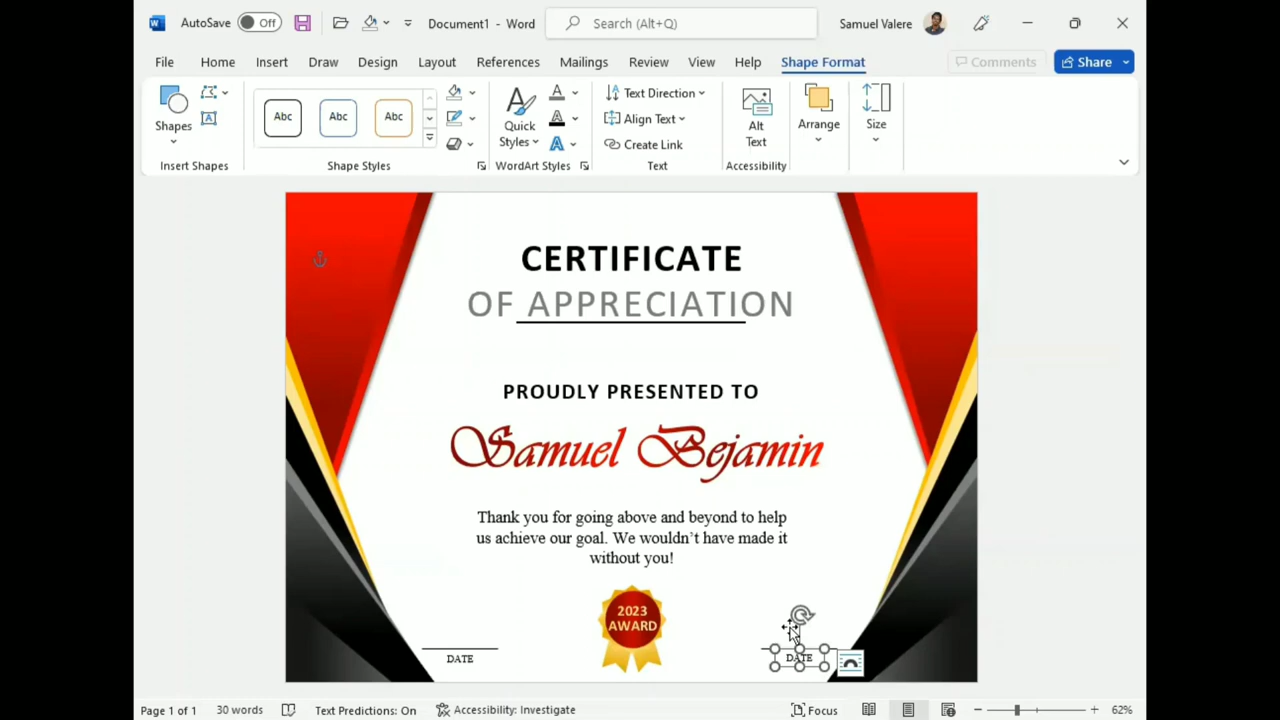 AutoSave Off Document1 - Word Search (Alt+Q) Samuel Valere
File Home Insert Draw Design Layout References Mailings Review View Help Shape Format Comments Share
Shapes
Insert Shapes
Abc Abc Abc
Shape Styles
Quick
Styles
WordArt Styles
Text Direction
Align Text
Create Link
Text
Alt
Text
Accessibility
Arrange
Size
CERTIFICATE
OF APPRECIATION
PROUDLY PRESENTED TO
Samuel Bejamin
Thank you for going above and beyond to help
us achieve our goal. We wouldn't have made it
without you!
2023
AWARD
DATE
DATE
Page 1 of 1 30 words Text Predictions: On Accessibility: Investigate Focus 62%